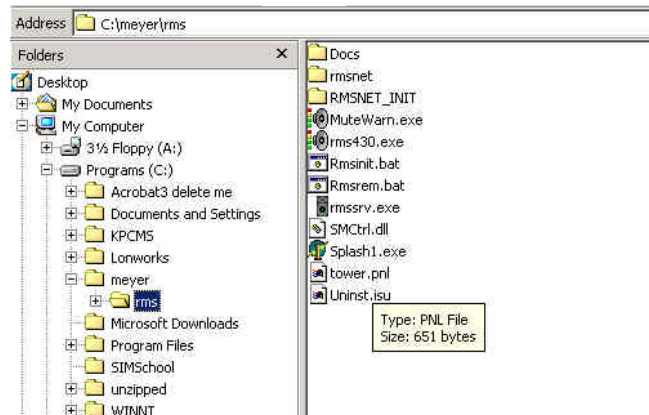 Address C:\meyer\rms
Folders
Desktop
My Documents
My Computer
3½ Floppy (A:)
Programs (C:)
Acrobat3 delete me
Documents and Settings
KPCMS
Lonworks
meyer
rms
Microsoft Downloads
Program Files
SIMSchool
unzipped
WINNT
Docs
rmsnet
RMSNET_INIT
MuteWarn.exe
rms430.exe
Rmsinit.bat
Rmsrem.bat
rmssrv.exe
SMCtrl.dll
Splash1.exe
tower.pnl
Uninst.isu
Type: PNL File
Size: 651 bytes